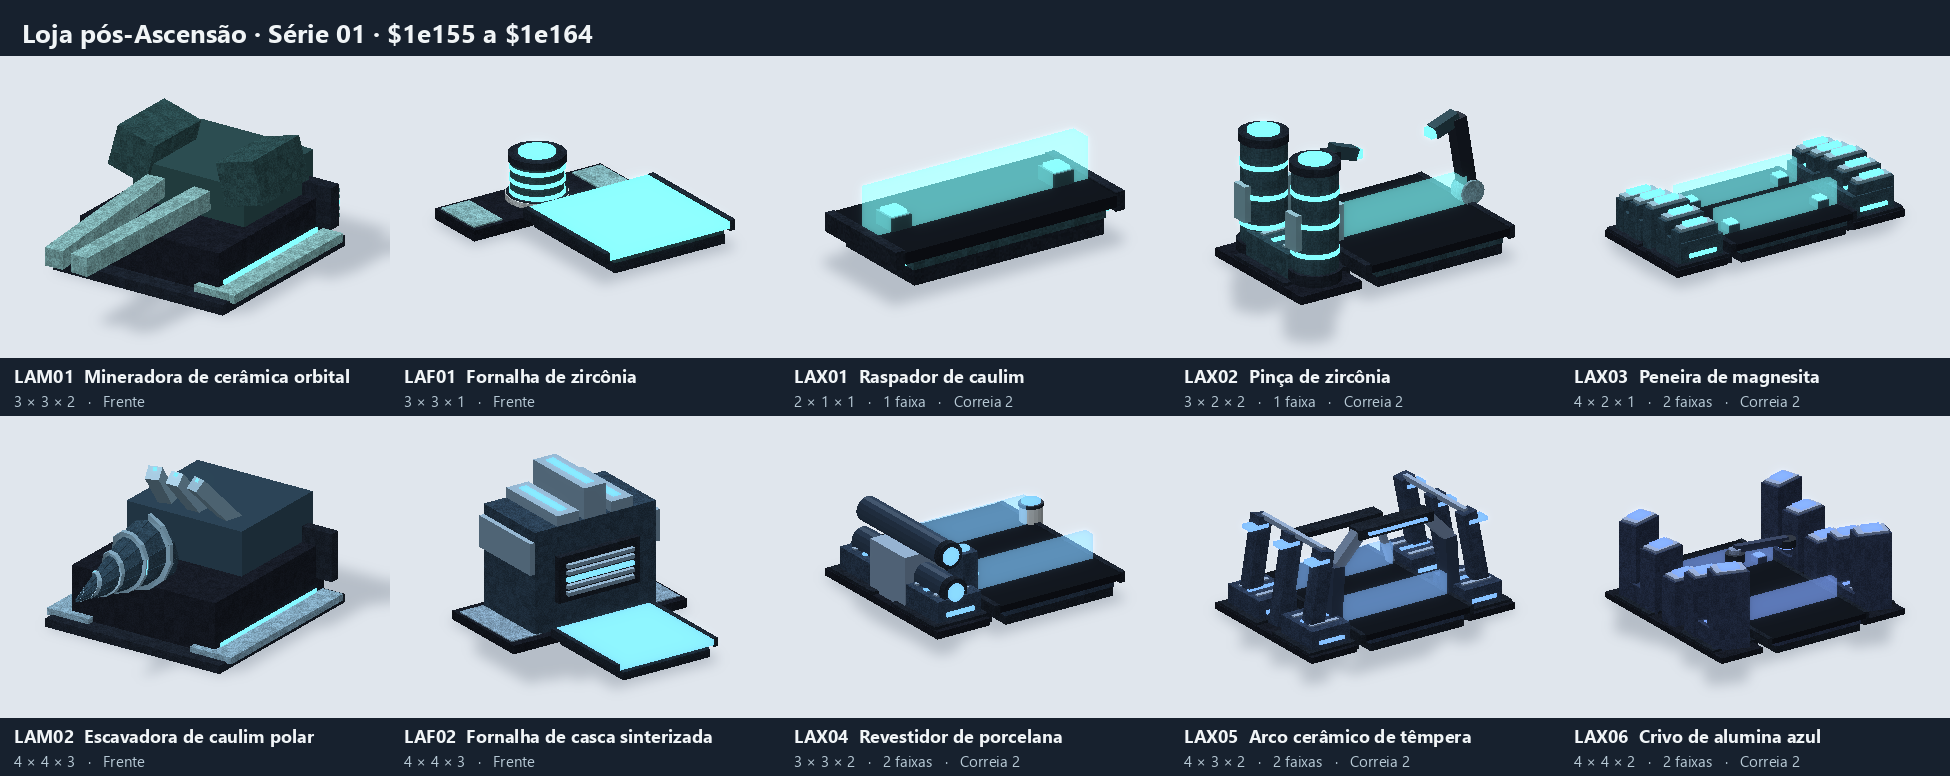 Loja pós-Ascensão · Série 01 · $1e155 a $1e164
LAM01 Mineradora de cerâmica orbital
3 × 3 × 2 · Frente
LAF01 Fornalha de zircônia
3 × 3 × 1 · Frente
LAX01 Raspador de caulim
2 × 1 × 1 · 1 faixa · Correia 2
LAX02 Pinça de zircônia
3 × 2 × 2 · 1 faixa · Correia 2
LAX03 Peneira de magnesita
4 × 2 × 1 · 2 faixas · Correia 2
LAM02 Escavadora de caulim polar
4 × 4 × 3 · Frente
LAF02 Fornalha de casca sinterizada
4 × 4 × 3 · Frente
LAX04 Revestidor de porcelana
3 × 3 × 2 · 2 faixas · Correia 2
LAX05 Arco cerâmico de têmpera
4 × 3 × 2 · 2 faixas · Correia 2
LAX06 Crivo de alumina azul
4 × 4 × 2 · 2 faixas · Correia 2